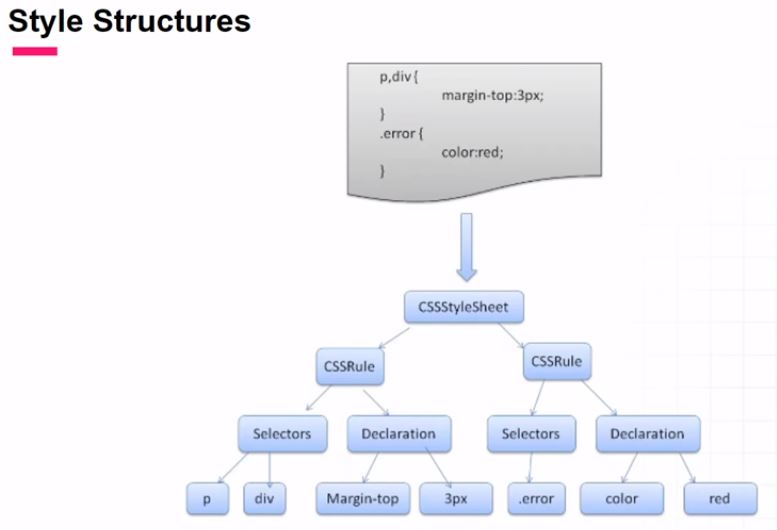 Style Structures
p,div{
margin-top:3px;
}
.error{
color:red;
}
CSSStyleSheet
CSSRule
CSSRule
Selectors
Declaration
Selectors
Declaration
p
div
Margin-top
3px
.error
color
red